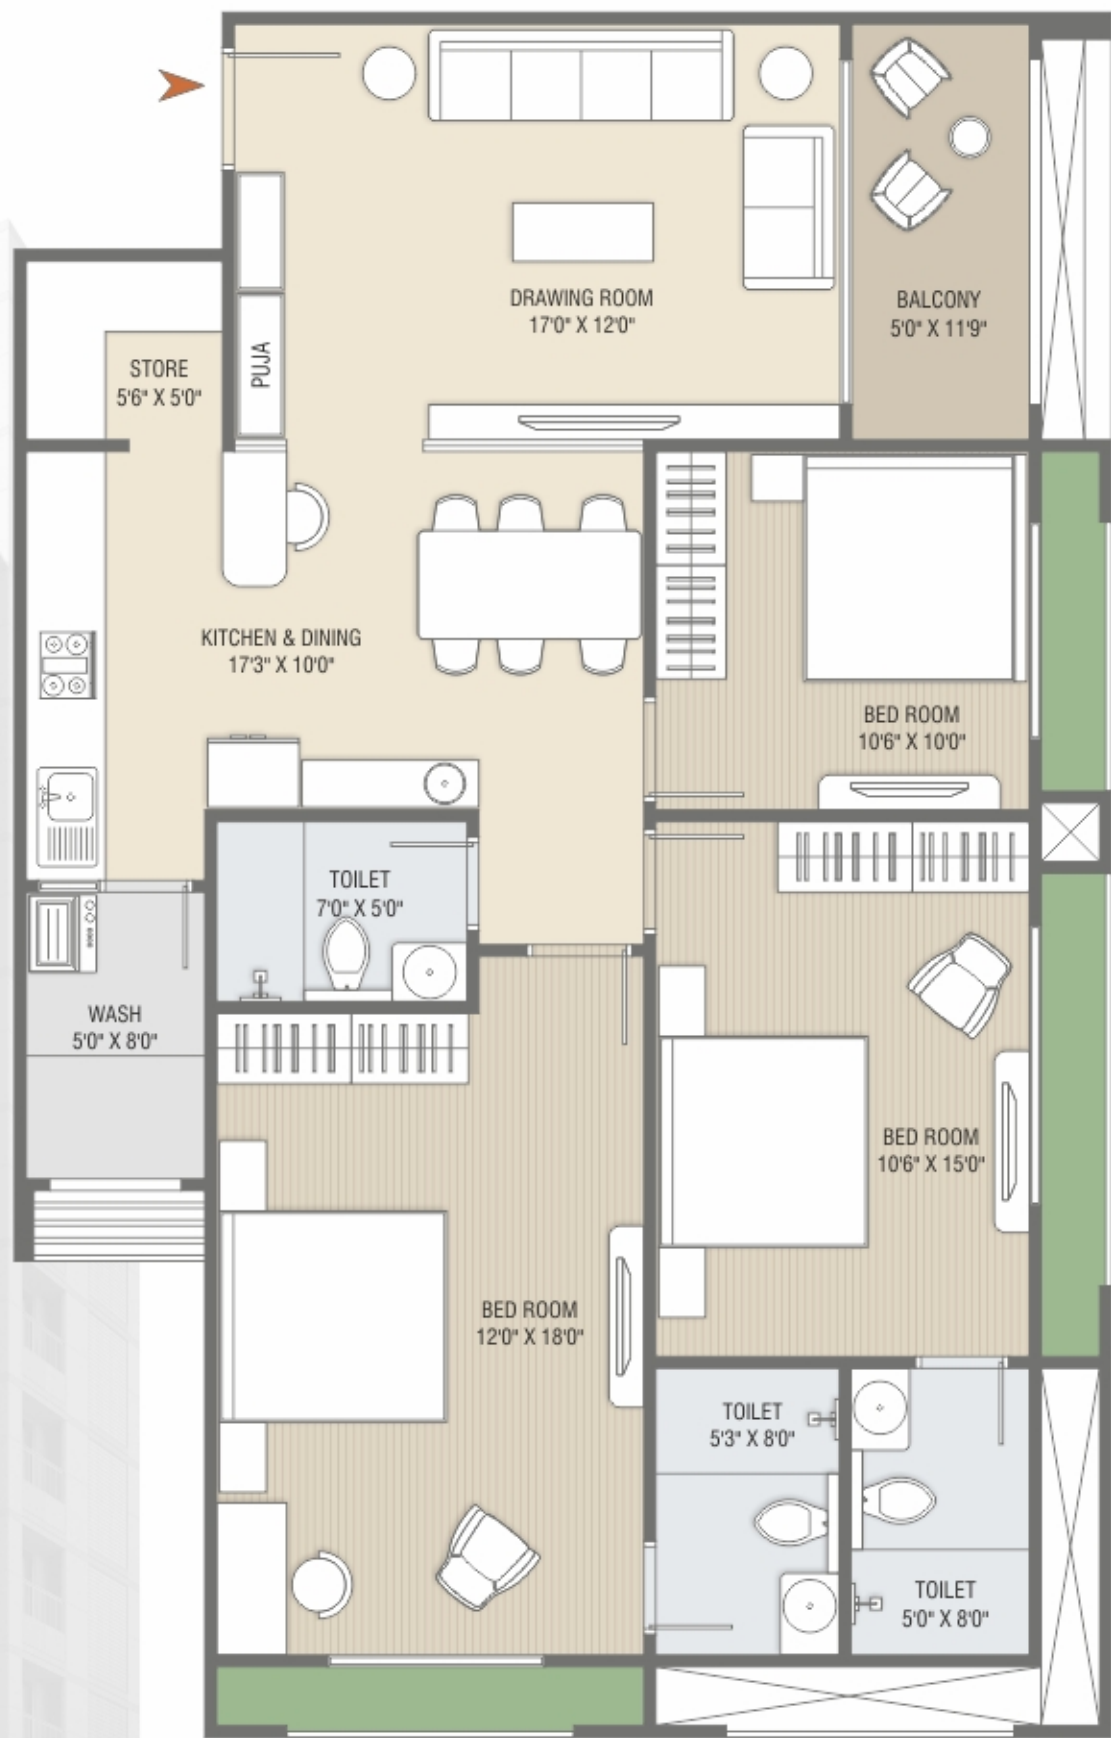 DRAWING ROOM
17'0" X 12'0"
BALCONY
5'0" X 11'9"
PUJA
STORE
5'6" X 5'0"
KITCHEN & DINING
17'3" X 10'0"
BED ROOM
10'6" X 10'0"
TOILET
7'0" X 5'0"
WASH
5'0" X 8'0"
BED ROOM
10'6" X 15'0"
BED ROOM
12'0" X 18'0"
TOILET
5'3" X 8'0"
TOILET
5'0" X 8'0"